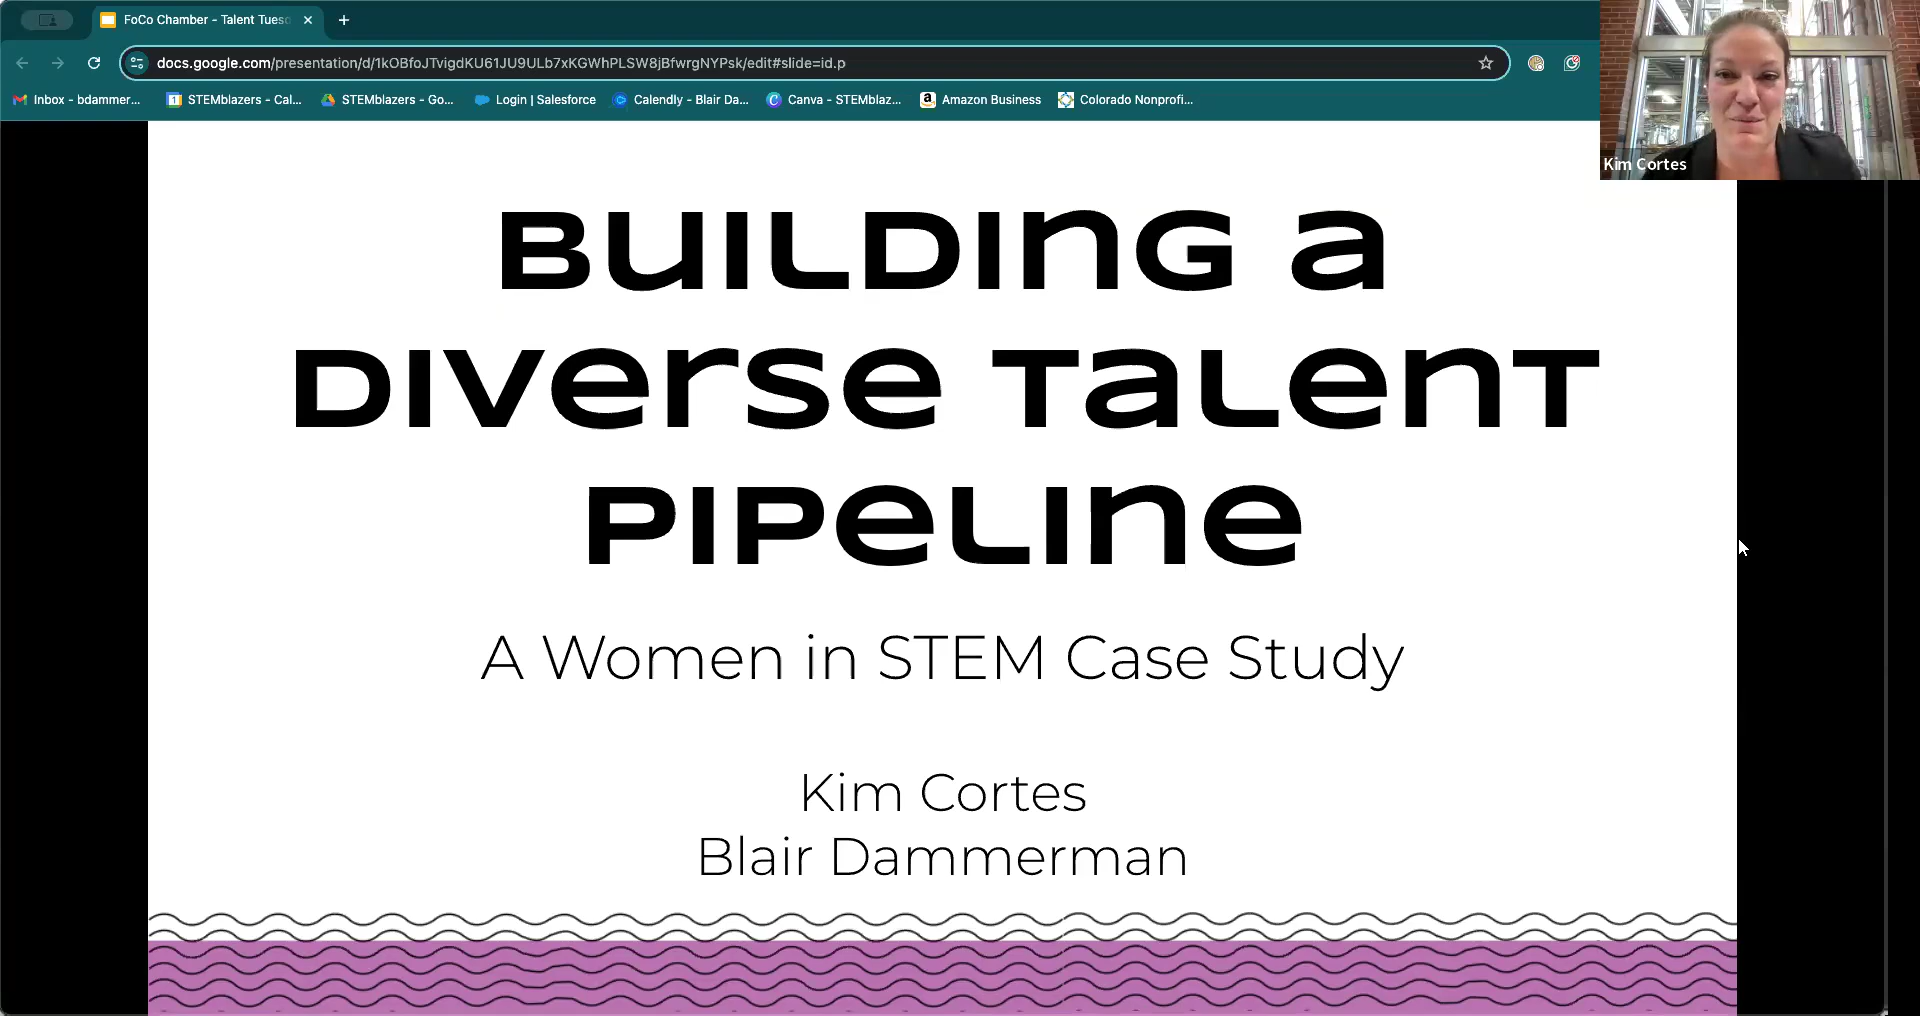 FoCo Chamber - Talent Tuesd
docs.google.com/presentation/d/1kOBfoJTvigdKU61JU9ULb7xKGWhPLSW8jBfwrgNYPsk/edit#slide=id.p
Inbox - bdammer... STEMblazers - Cal... STEMblazers - Go... Login | Salesforce Calendly - Blair Da... Canva - STEMblaz... Amazon Business Colorado Nonprofi...
Kim Cortes
BUILDING a
DIVerse Talent
PIPeline
A Women in STEM Case Study
Kim Cortes
Blair Dammerman